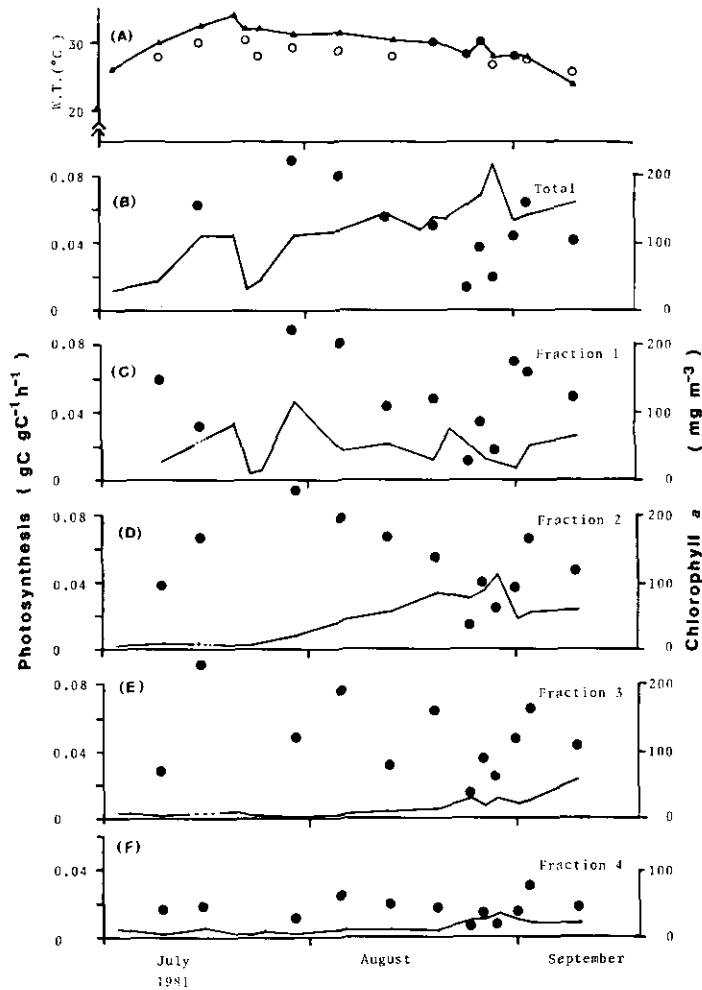 (A)
W.T.(°C)
30
20
(B)
Total
0.08
0.04
0
200
100
0
(C)
Fraction 1
0.08
0.04
0
200
100
0
(D)
Fraction 2
0.08
0.04
0
200
100
0
(E)
Fraction 3
0.08
0.04
0
200
100
0
(F)
Fraction 4
0.04
0
100
0
Photosynthesis ( gC gC⁻¹h⁻¹ )
Chlorophyll a ( mg m⁻³ )
July August September
1981